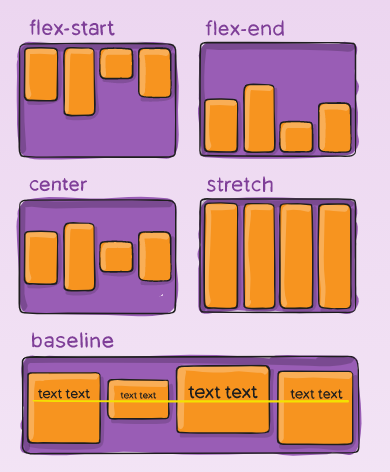 flex-start
flex-end
center
stretch
baseline
text text
text text
text text
text text